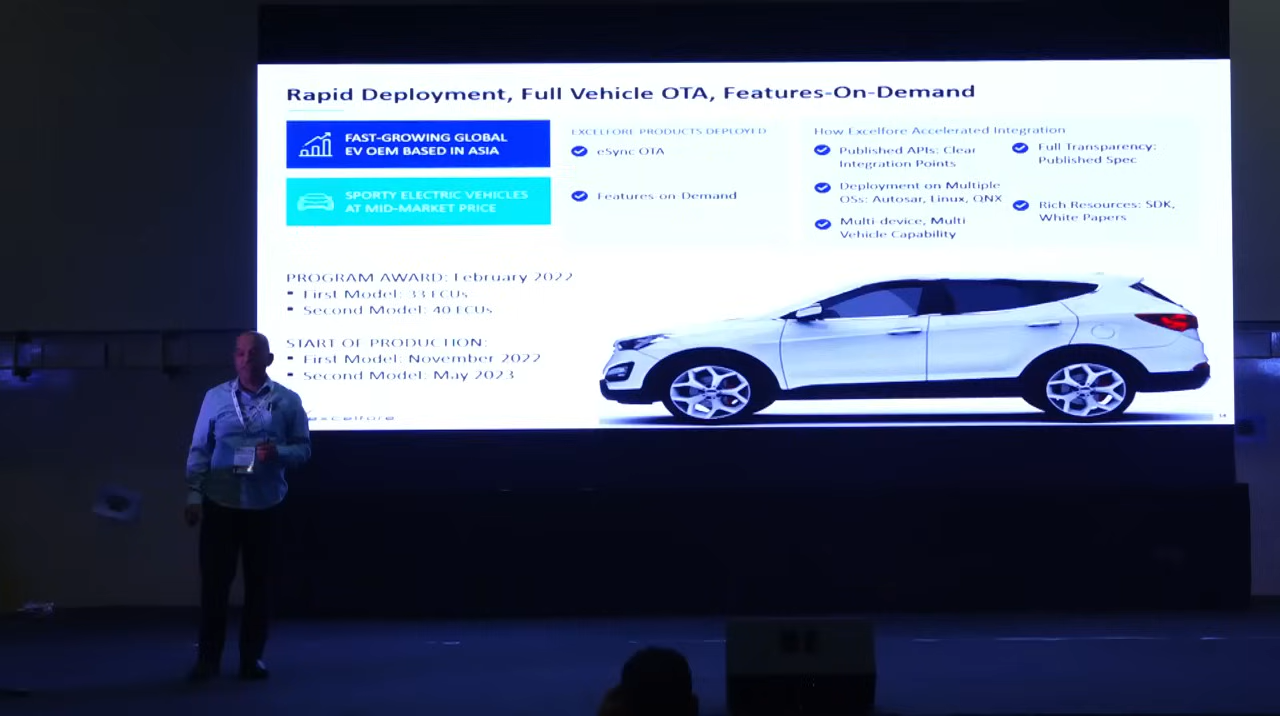 Rapid Deployment, Full Vehicle OTA, Features-On-Demand
FAST-GROWING GLOBAL
EV OEM BASED IN ASIA
SPORTY ELECTRIC VEHICLES
AT MID-MARKET PRICE
EXCELFORE PRODUCTS DEPLOYED
eSync OTA
Features-on-Demand
How Excelfore Accelerated Integration
Published APIs: Clear
Integration Points
Deployment on Multiple
OSs: Autosar, Linux, QNX
Multi-device, Multi
Vehicle Capability
Full Transparency:
Published Spec
Rich Resources: SDK,
White Papers
PROGRAM AWARD: February 2022
▪ First Model: 33 ECUs
▪ Second Model: 40 ECUs
START OF PRODUCTION:
▪ First Model: November 2022
▪ Second Model: May 2023
excelfore
14